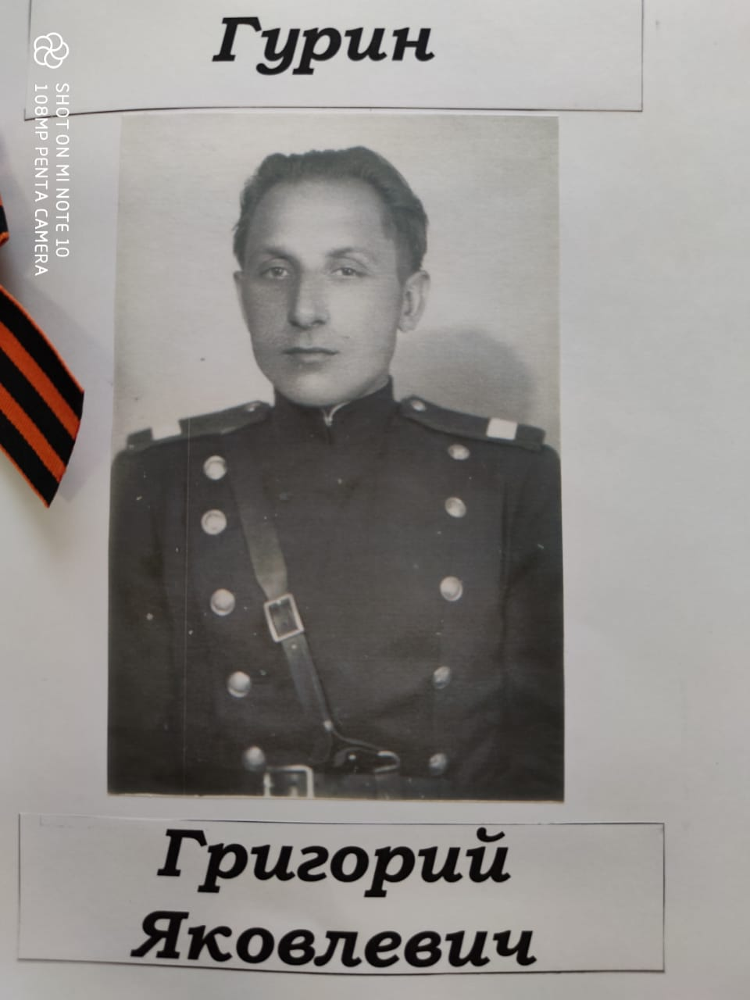 Гурин
SHOT ON MI NOTE 10
108MP PENTA CAMERA
Григорий
Яковлевич